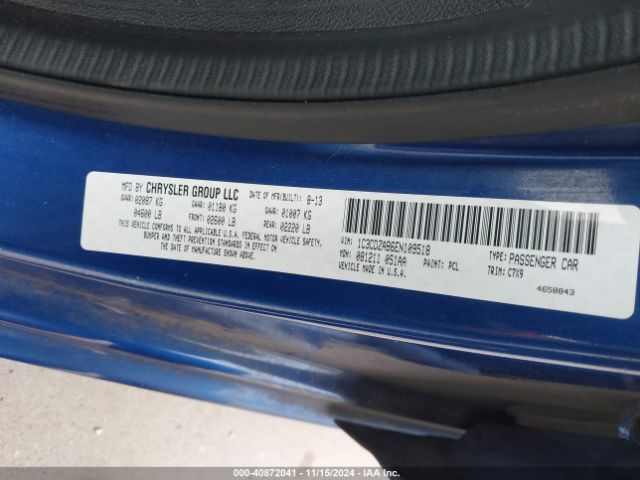 MFD BY CHRYSLER GROUP LLC DATE OF MFR(BUILT): 8-13
GVWR: 02087 KG GAWR: 01180 KG GAWR: 01007 KG
04600 LB FRONT: 02600 LB REAR: 02220 LB
THIS VEHICLE CONFORMS TO ALL APPLICABLE U.S.A. FEDERAL MOTOR VEHICLE SAFETY,
BUMPER AND THEFT PREVENTION STANDARDS IN EFFECT ON THE
DATE OF MANUFACTURE SHOWN ABOVE.
VIN: 1C3CDZAB6EN109518 TYPE: PASSENGER CAR
MDH: 081211 051AA PAINT: PCL TRIM: C7X9
VEHICLE MADE IN U.S.A.
4658843
000-40872041 | 11/15/2024 | IAA Inc.